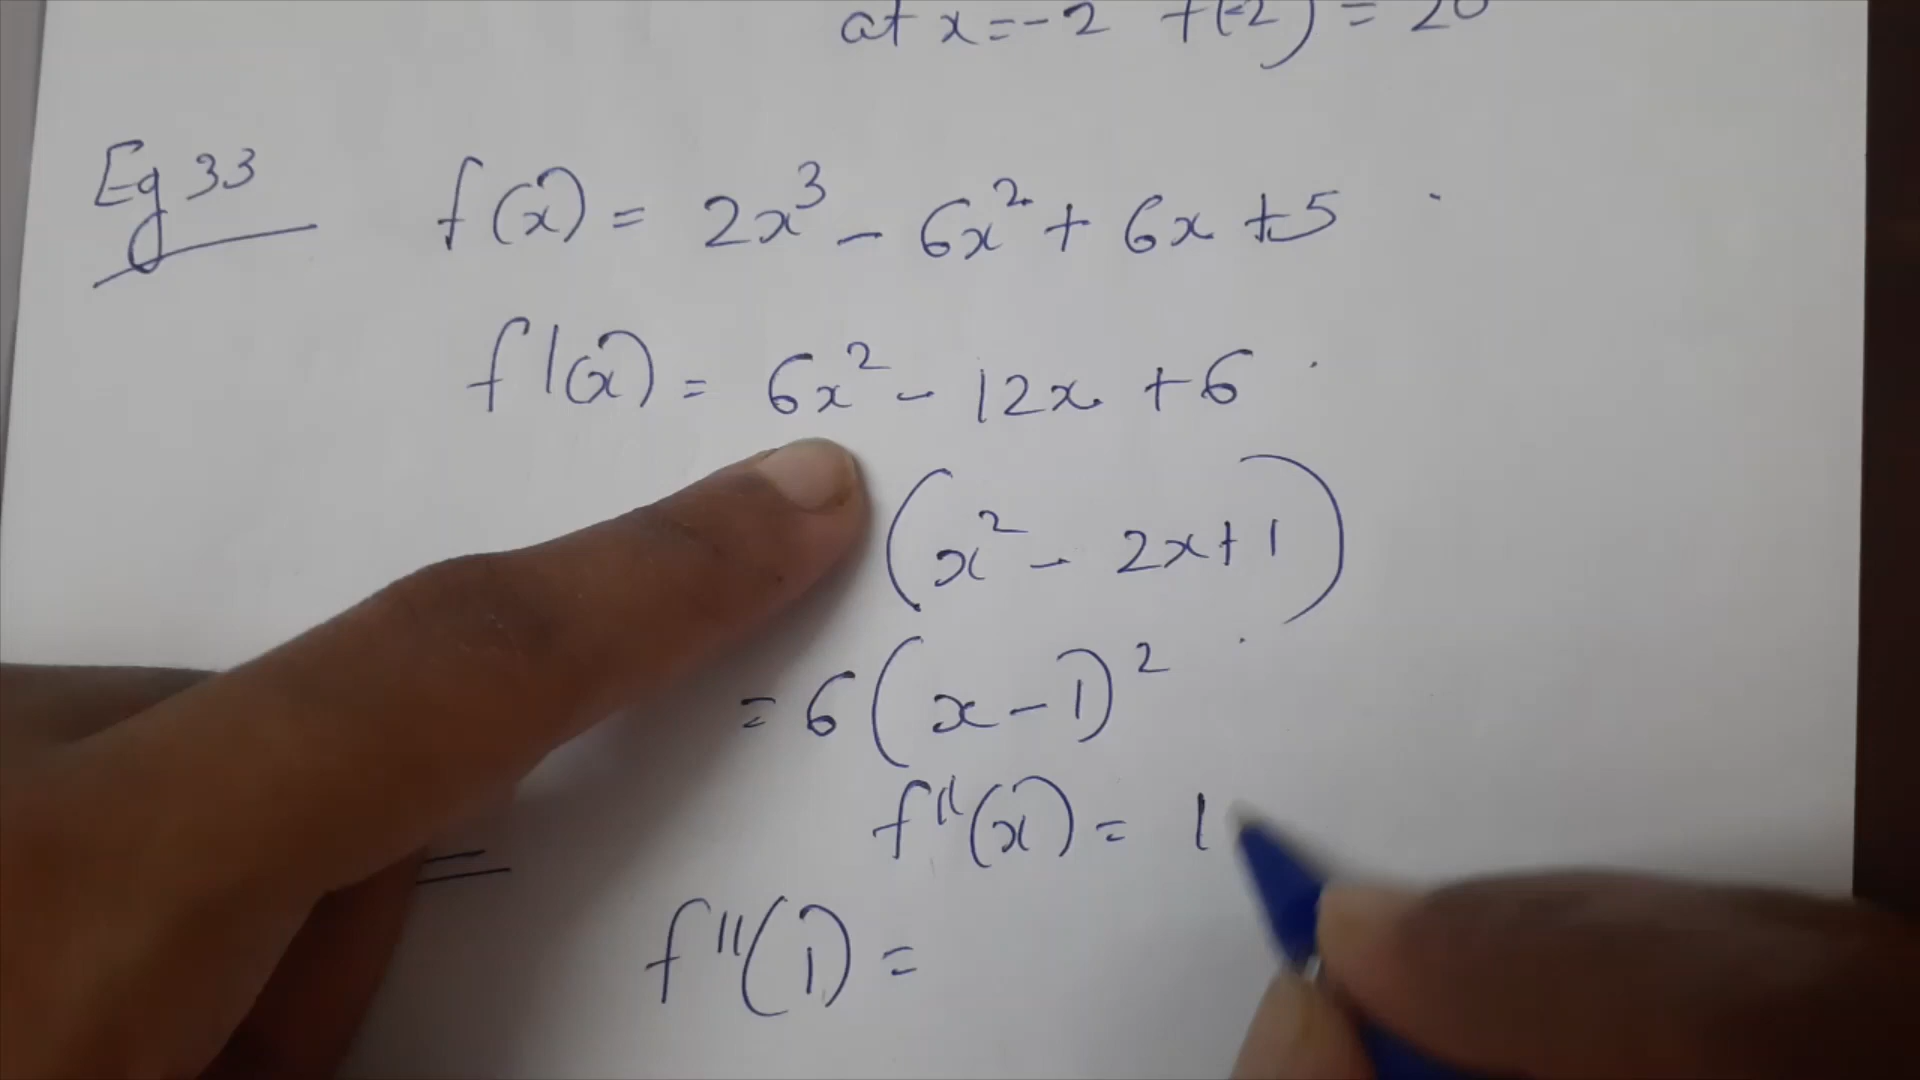 at x = -2 f(-2) = 20
Eg 33 f(x) = 2x³ - 6x² + 6x + 5
f'(x) = 6x² - 12x + 6
(x² - 2x + 1)
= 6(x - 1)²
f''(x) = 1
f''(1) =